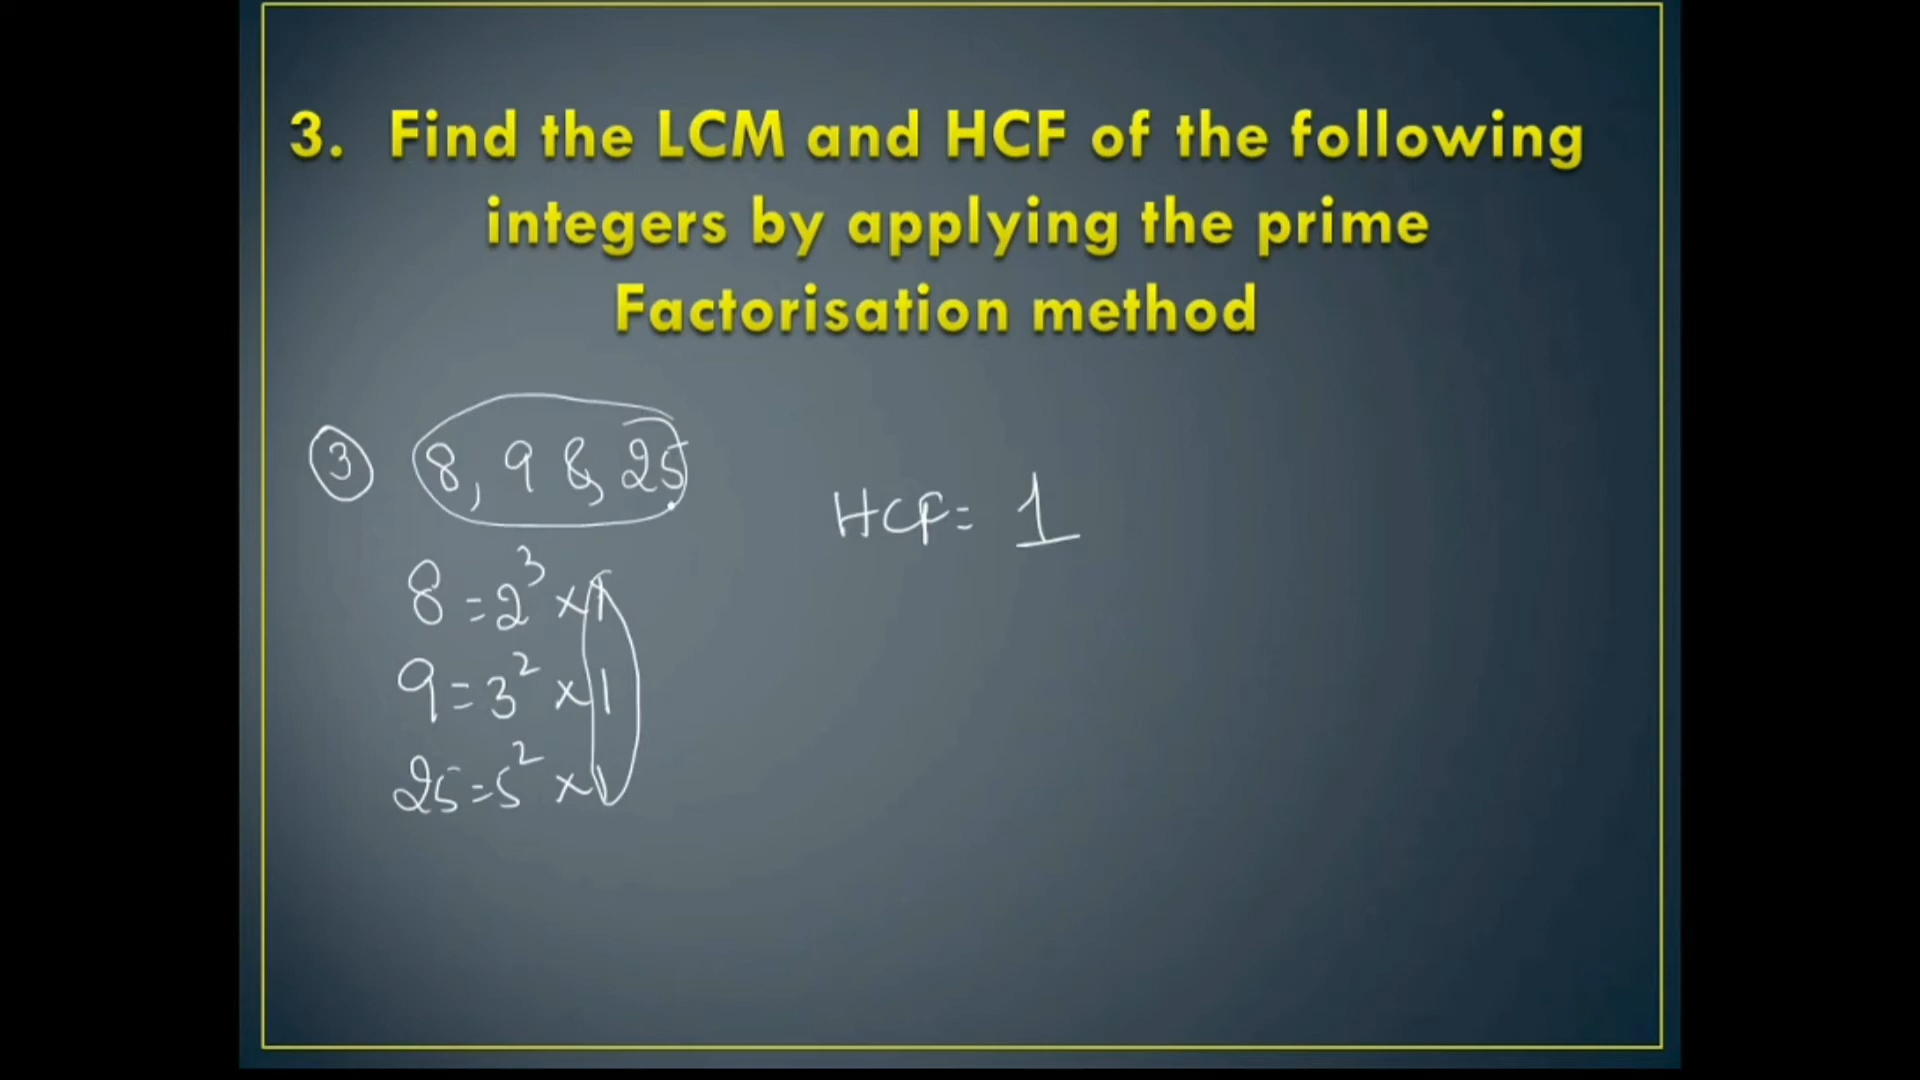 3. Find the LCM and HCF of the following
integers by applying the prime
Factorisation method
3 8, 9 & 25
HCF = 1
8 = 2³ × 1
9 = 3² × 1
25 = 5² × 1